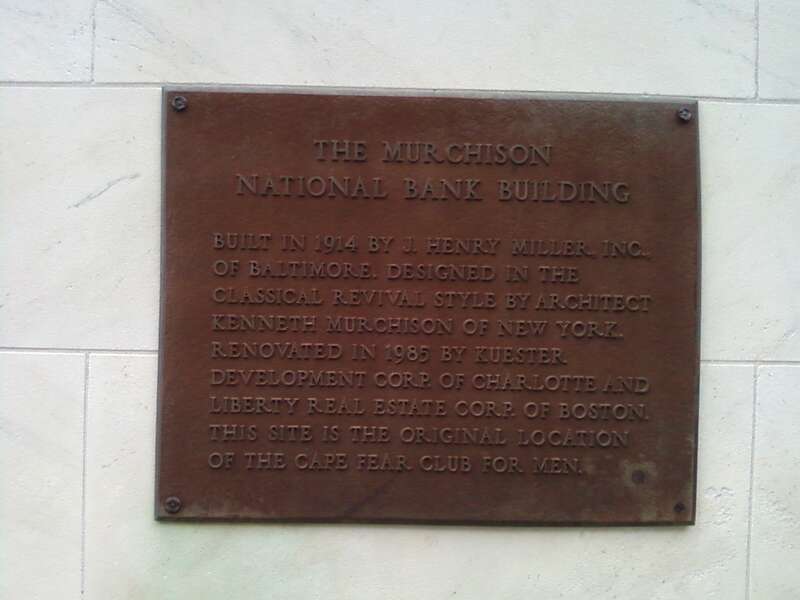 THE MURCHISON
NATIONAL BANK BUILDING
BUILT IN 1914 BY J. HENRY MILLER, INC.,
OF BALTIMORE. DESIGNED IN THE
CLASSICAL REVIVAL STYLE BY ARCHITECT
KENNETH MURCHISON OF NEW YORK.
RENOVATED IN 1985 BY KUESTER
DEVELOPMENT CORP. OF CHARLOTTE AND
LIBERTY REAL ESTATE CORP. OF BOSTON.
THIS SITE IS THE ORIGINAL LOCATION
OF THE CAPE FEAR CLUB FOR MEN.